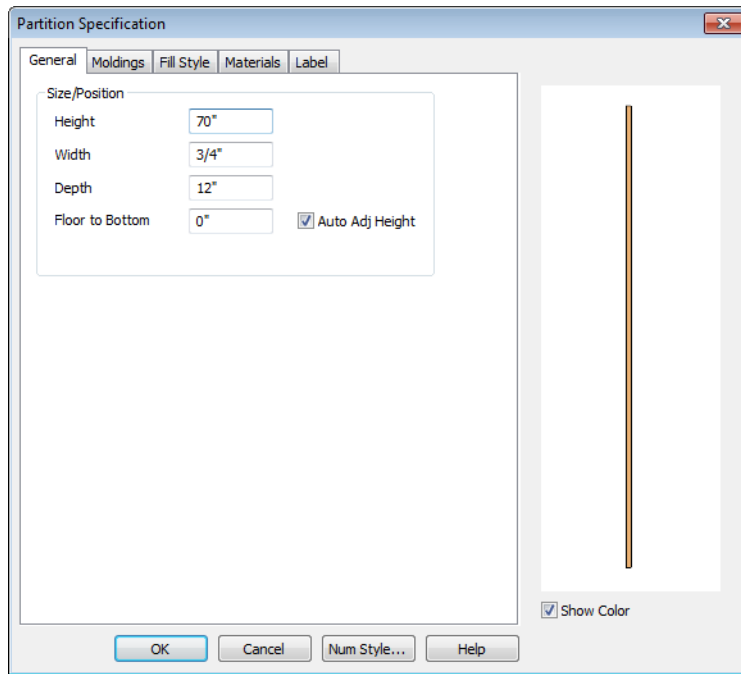 Partition Specification
General Moldings Fill Style Materials Label
Size/Position
Height 70"
Width 3/4"
Depth 12"
Floor to Bottom 0" Auto Adj Height
Show Color
OK Cancel Num Style... Help